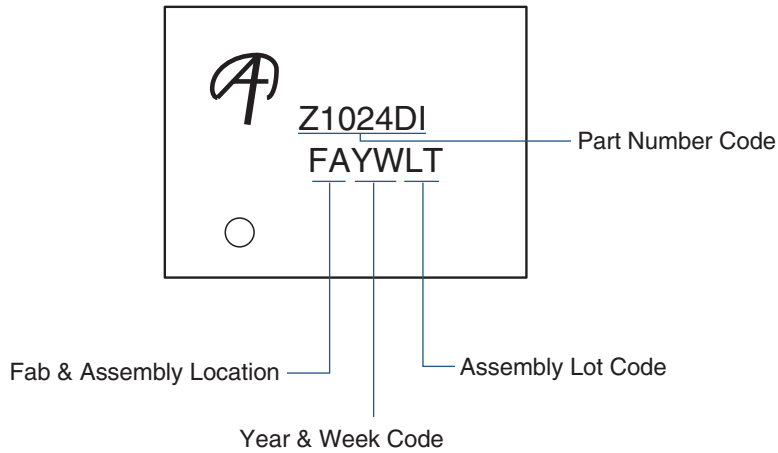 Z1024DI
FAYWLT
Part Number Code
Fab & Assembly Location
Assembly Lot Code
Year & Week Code